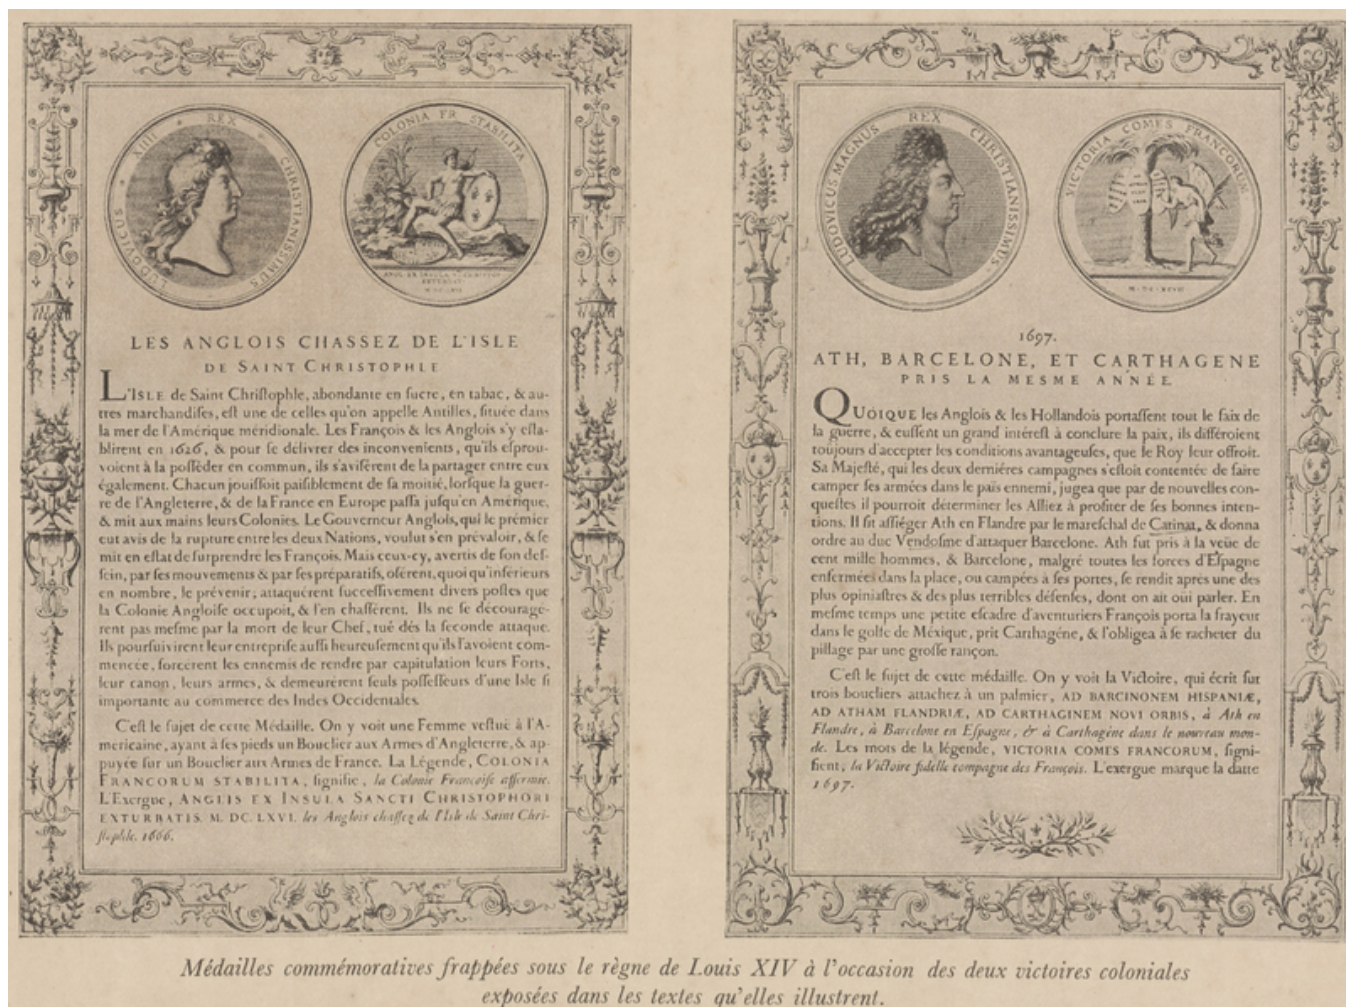 LUDOVICUS XIIII REX CHRISTIANISSIMUS
COLONIA FR. STABILITA
ANGL. EX INSULA S. CHRISTOPH.
EXTURBAT.
M. DC. LXVI.
LES ANGLOIS CHASSEZ DE L'ISLE
DE SAINT CHRISTOPHLE
L'ISLE de Saint Chriſtophle, abondante en ſucre, en tabac, & au-
tres marchandiſes, eſt une de celles qu'on appelle Antilles, ſituée dans
la mer de l'Amérique méridionale. Les François & les Anglois s'y eſta-
blirent en 1626, & pour ſe délivrer des inconvenients, qu'ils eſprou-
voient à la poſſéder en commun, ils s'aviſérent de la partager entre eux
également. Chacun jouiſſoit paiſiblement de ſa moitié, lorſque la guer-
re de l'Angleterre, & de la France en Europe paſſa juſqu'en Amérique,
& mit aux mains leurs Colonies. Le Gouverneur Anglois, qui le prémier
eut avis de la rupture entre les deux Nations, voulut s'en prévaloir, & ſe
mit en eſtat de ſurprendre les François. Mais ceux-cy, avertis de ſon deſ-
ſein, par ſes mouvements & par ſes préparatifs, oſérent, quoi qu'inférieurs
en nombre, le prévenir; attaquérent ſucceſſivement divers poſtes que
la Colonie Angloiſe occupoit, & l'en chaſſérent. Ils ne ſe décourage-
rent pas meſme par la mort de leur Chef, tué dés la ſeconde attaque.
Ils pourſuivirent leur entrepriſe auſſi heureuſement qu'ils l'avoient com-
mencée, forcérent les ennemis de rendre par capitulation leurs Forts,
leur canon, leurs armes, & demeurérent ſeuls poſſeſſeurs d'une Iſle ſi
importante au commerce des Indes Occidentales.
C'eſt le ſujet de cette Médaille. On y voit une Femme veſtuë à l'A-
mericaine, ayant à ſes pieds un Bouclier aux Armes d'Angleterre, & ap-
puyée ſur un Bouclier aux Armes de France. La Légende, COLONIA
FRANCORUM STABILITA, ſignifie, la Colonie Françoiſe affermie.
L'Exergue, ANGLIS EX INSULA SANCTI CHRISTOPHORI
EXTURBATIS. M. DC. LXVI. les Anglois chaſſez de l'Iſle de Saint Chri-
ſtophle. 1666.
LUDOVICUS MAGNUS REX CHRISTIANISSIMUS.
VICTORIA COMES FRANCORUM
M. DC. XCVII
1697.
ATH, BARCELONE, ET CARTHAGENE
PRIS LA MESME ANNÉE.
QUOIQUE les Anglois & les Hollandois portaſſent tout le faix de
la guerre, & euſſent un grand intéreſt à conclure la paix, ils différoient
toujours d'accepter les conditions avantageuſes, que le Roy leur offroit.
Sa Majeſté, qui les deux derniéres campagnes s'eſtoit contentée de faire
camper ſes armées dans le païs ennemi, jugea que par de nouvelles con-
queſtes il pourroit déterminer les Alliez à profiter de ſes bonnes inten-
tions. Il fit aſſiéger Ath en Flandre par le mareſchal de Catinat, & donna
ordre au duc Vendoſme d'attaquer Barcelone. Ath fut pris à la veüe de
cent mille hommes, & Barcelone, malgré toutes les forces d'Eſpagne
enfermées dans la place, ou campées à ſes portes, ſe rendit aprés une des
plus opiniaſtres & des plus terribles défenſes, dont on ait oui parler. En
meſme temps une petite eſcadre d'aventuriers François porta la frayeur
dans le golfe de Méxique, prit Carthagéne, & l'obligea à ſe racheter du
pillage par une groſſe rançon.
C'eſt le ſujet de cette médaille. On y voit la Victoire, qui écrit ſur
trois boucliers attachez à un palmier, AD BARCINONEM HISPANIÆ,
AD ATHAM FLANDRIÆ, AD CARTHAGINEM NOVI ORBIS, à Ath en
Flandre, à Barcelone en Eſpagne, & à Carthagéne dans le nouveau mon-
de. Les mots de la légende, VICTORIA COMES FRANCORUM, ſigni-
fient, la Victoire fidelle compagne des François. L'exergue marque la datte
1697.
Médailles commémoratives frappées sous le règne de Louis XIV à l'occasion des deux victoires coloniales
exposées dans les textes qu'elles illustrent.